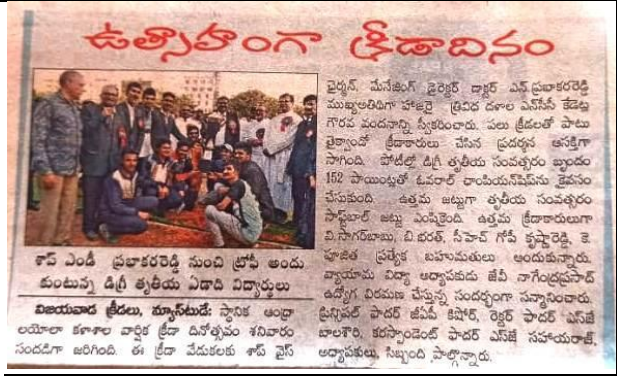 ఉత్సాహంగా క్రీడాదినం
శాప్ ఎండీ ప్రభాకరరెడ్డి నుంచి ట్రోఫీ అందు
కుంటున్న డిగ్రీ తృతీయ ఏడాది విద్యార్థులు
విజయవాడ క్రీడలు, న్యూస్‌టుడే: స్థానిక ఆంధ్రా
లయోలా కళాశాల వార్షిక క్రీడా దినోత్సవం శనివారం
సందడిగా జరిగింది. ఈ క్రీడా వేడుకలకు శాప్ వైస్
ఛైర్మన్, మేనేజింగ్ డైరెక్టర్ డాక్టర్ ఎన్.ప్రభాకరరెడ్డి
ముఖ్యఅతిథిగా హాజరై త్రివిధ దళాల ఎన్‌సీసీ కేడెట్ల
గౌరవ వందనాన్ని స్వీకరించారు. పలు క్రీడలతో పాటు
తైక్వాండో క్రీడాకారులు చేసిన ప్రదర్శన ఆసక్తిగా
సాగింది. పోటీల్లో డిగ్రీ తృతీయ సంవత్సరం బృందం
152 పాయింట్లతో ఓవరాల్ ఛాంపియన్‌షిప్‌ను కైవసం
చేసుకుంది. ఉత్తమ జట్టుగా తృతీయ సంవత్సరం
సాఫ్ట్‌బాల్ జట్టు ఎంపికైంది. ఉత్తమ క్రీడాకారులుగా
వి.సాగర్‌బాబు, బి.భరత్, సీహెచ్ గోపీ కృష్ణారెడ్డి, కె.
పూజిత ప్రత్యేక బహుమతులు అందుకున్నారు.
వ్యాయామ విద్యా అధ్యాపకుడు జేవీ నాగేంద్రప్రసాద్
ఉద్యోగ విరమణ చేస్తున్న సందర్భంగా సన్మానించారు.
ప్రిన్సిపల్ ఫాదర్ జీఏపీ కిషోర్, రెక్టర్ ఫాదర్ ఎస్‌జే
బాలశౌరి, కరస్పాండెంట్ ఫాదర్ ఎస్‌జే సహాయరాజ్,
అధ్యాపకులు, సిబ్బంది పాల్గొన్నారు.